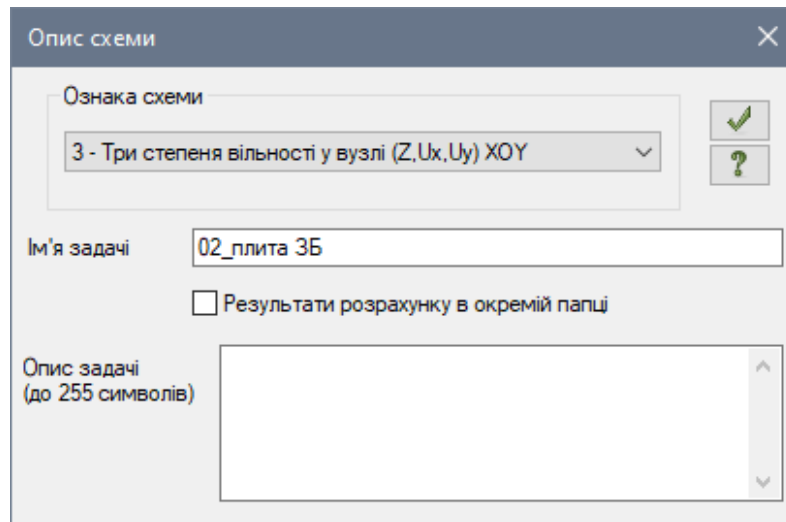 Опис схеми
Ознака схеми
3 - Три степеня вільності у вузлі (Z,Ux,Uy) XOY
Ім'я задачі
02_плита ЗБ
Результати розрахунку в окремій папці
Опис задачі
(до 255 символів)